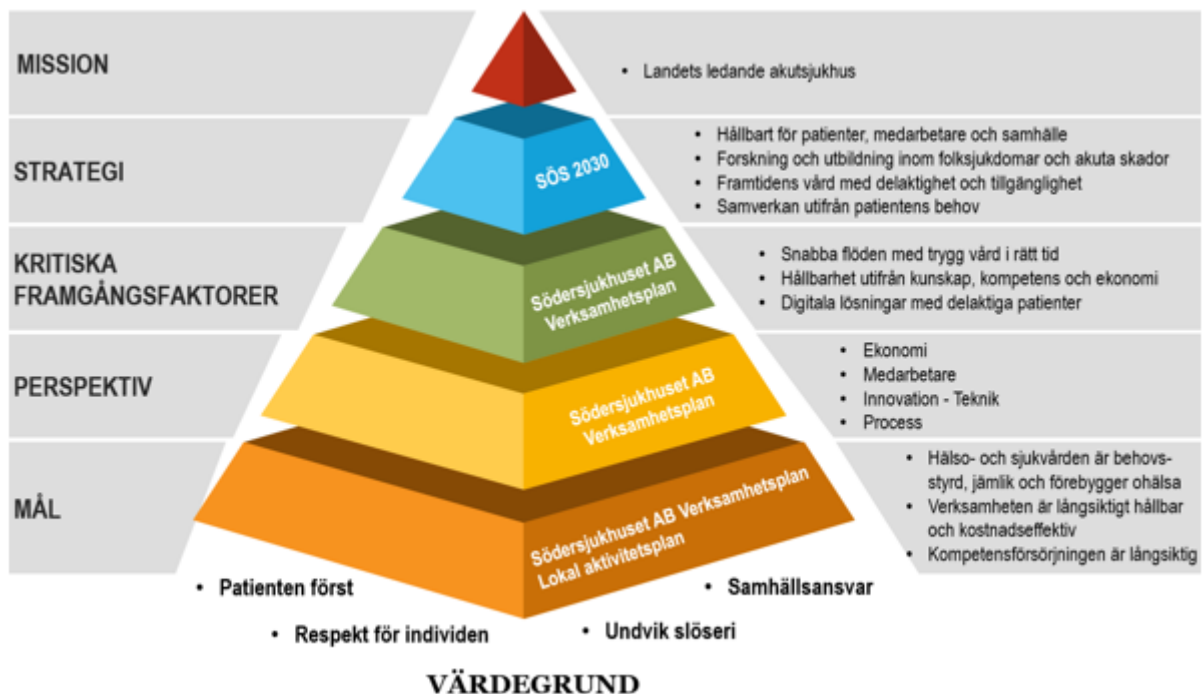 MISSION
• Landets ledande akutsjukhus
STRATEGI
SÖS 2030
• Hållbart för patienter, medarbetare och samhälle
• Forskning och utbildning inom folksjukdomar och akuta skador
• Framtidens vård med delaktighet och tillgänglighet
• Samverkan utifrån patientens behov
KRITISKA
FRAMGÅNGSFAKTORER
Södersjukhuset AB
Verksamhetsplan
• Snabba flöden med trygg vård i rätt tid
• Hållbarhet utifrån kunskap, kompetens och ekonomi
• Digitala lösningar med delaktiga patienter
PERSPEKTIV
Södersjukhuset AB
Verksamhetsplan
• Ekonomi
• Medarbetare
• Innovation - Teknik
• Process
MÅL
Södersjukhuset AB Verksamhetsplan
Lokal aktivitetsplan
• Hälso- och sjukvården är behovs-
styrd, jämlik och förebygger ohälsa
• Verksamheten är långsiktigt hållbar
och kostnadseffektiv
• Kompetensförsörjningen är långsiktig
• Patienten först
• Samhällsansvar
• Respekt för individen
• Undvik slöseri
VÄRDEGRUND